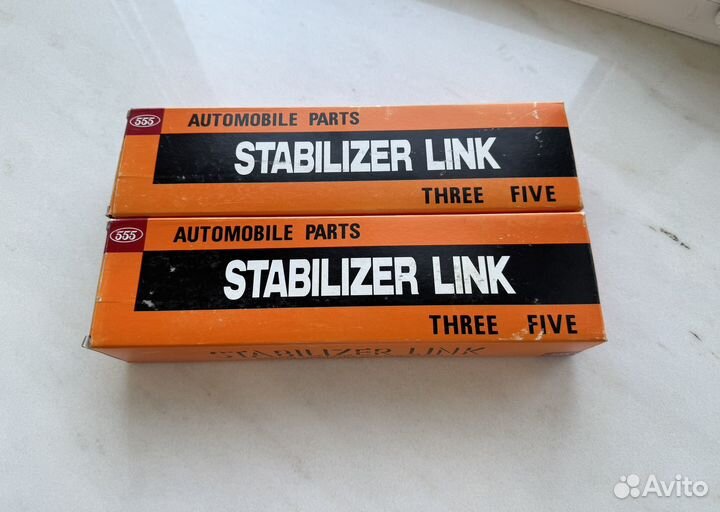 555
AUTOMOBILE PARTS
STABILIZER LINK
THREE FIVE
555
AUTOMOBILE PARTS
STABILIZER LINK
THREE FIVE
STABILIZER LINK
Avito